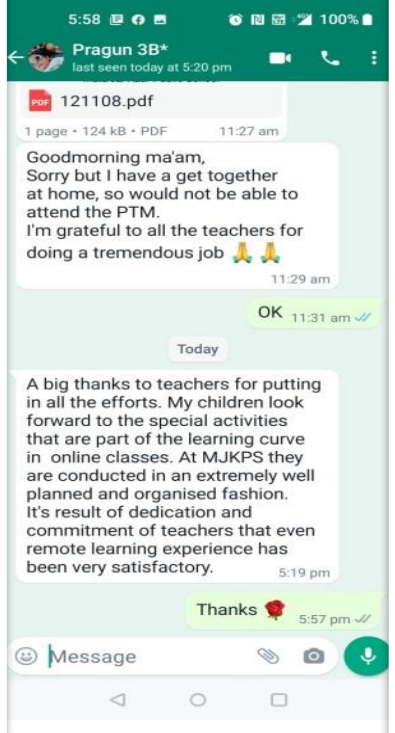 5:58 100%
Pragun 3B*
last seen today at 5:20 pm
PDF 121108.pdf
1 page • 124 kB • PDF 11:27 am
Goodmorning ma'am,
Sorry but I have a get together
at home, so would not be able to
attend the PTM.
I'm grateful to all the teachers for
doing a tremendous job 🙏 🙏
11:29 am
OK 11:31 am
Today
A big thanks to teachers for putting
in all the efforts. My children look
forward to the special activities
that are part of the learning curve
in online classes. At MJKPS they
are conducted in an extremely well
planned and organised fashion.
It's result of dedication and
commitment of teachers that even
remote learning experience has
been very satisfactory. 5:19 pm
Thanks 🌹 5:57 pm
Message